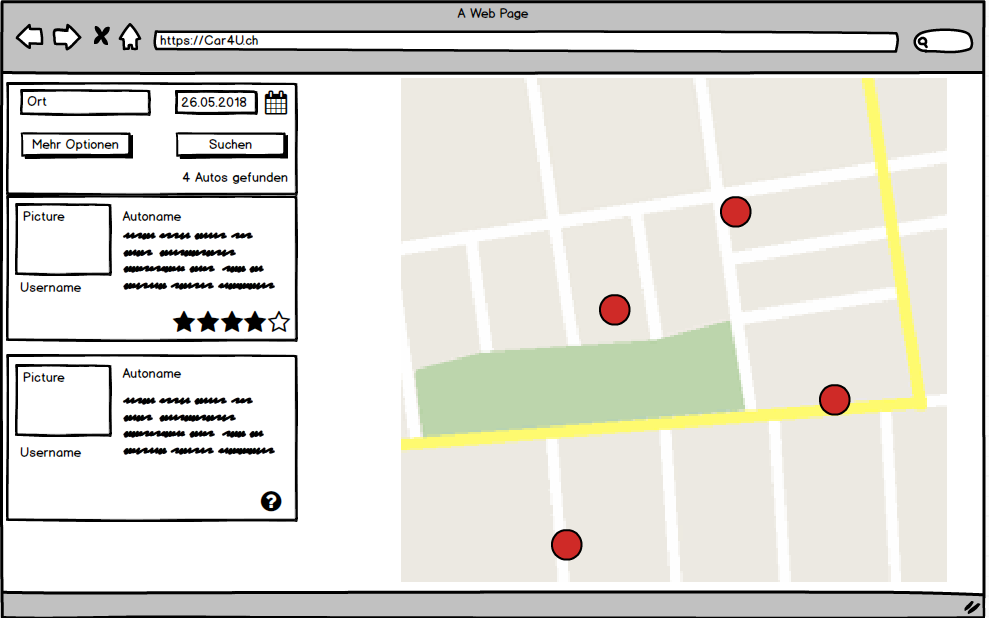 A Web Page
https://Car4U.ch
Ort
26.05.2018
Mehr Optionen
Suchen
4 Autos gefunden
Picture
Autoname
Username
Picture
Autoname
Username
?